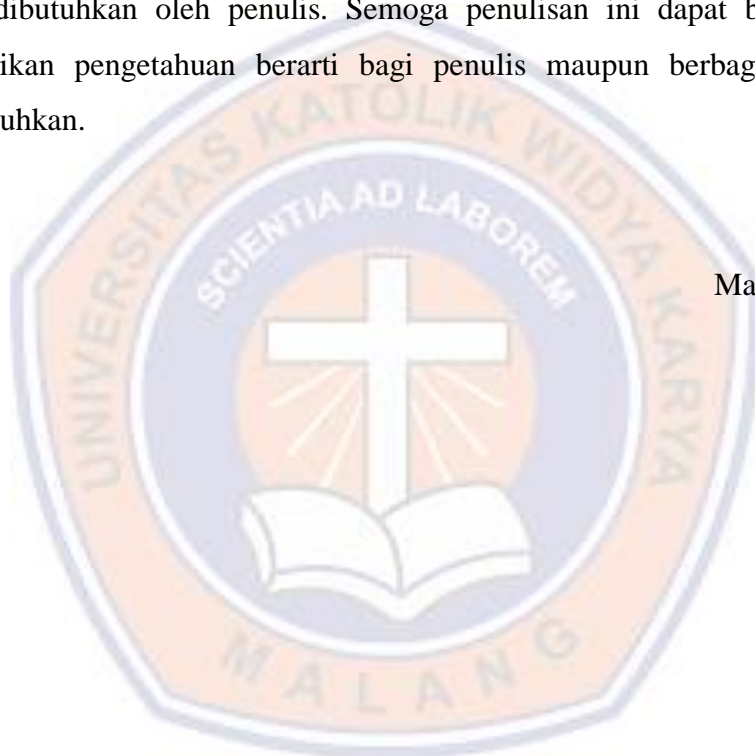 dibutuhkan oleh penulis. Semoga penulisan ini dapat b
ikan pengetahuan berarti bagi penulis maupun berbag
uhkan.
Ma
UNIVERSITAS KATOLIK WIDYA KARYA
SCIENTIA AD LABOREM
MALANG